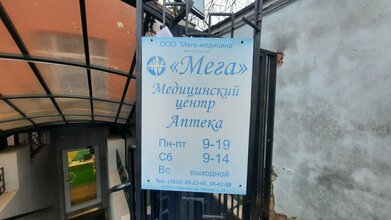 ООО "Мега-медицина"
«Мега»
Медицинский
центр
Аптека
Пн-пт 9-19
Сб 9-14
Вс выходной